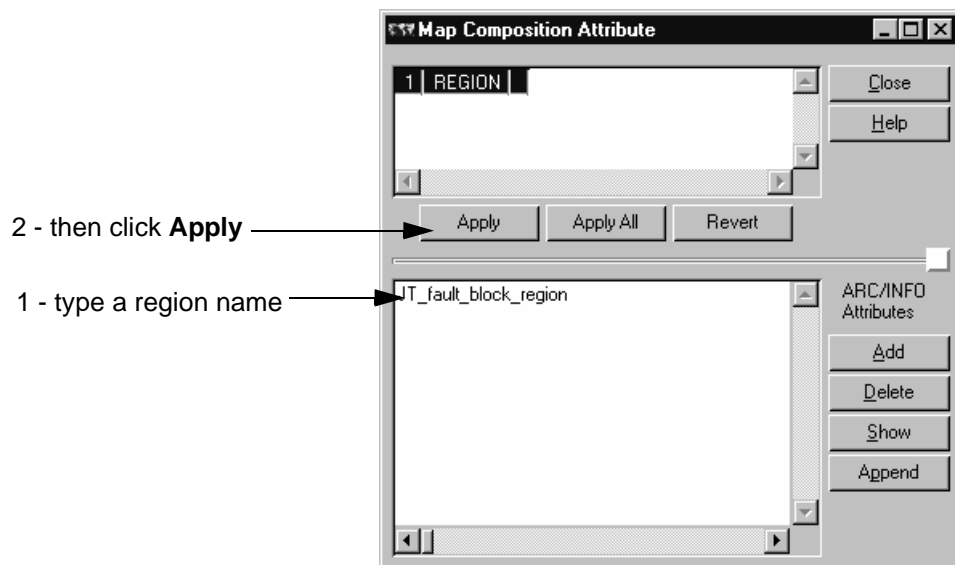 Map Composition Attribute
1 REGION
Close
Help
2 - then click Apply
Apply Apply All Revert
1 - type a region name
JT_fault_block_region
ARC/INFO
Attributes
Add
Delete
Show
Append